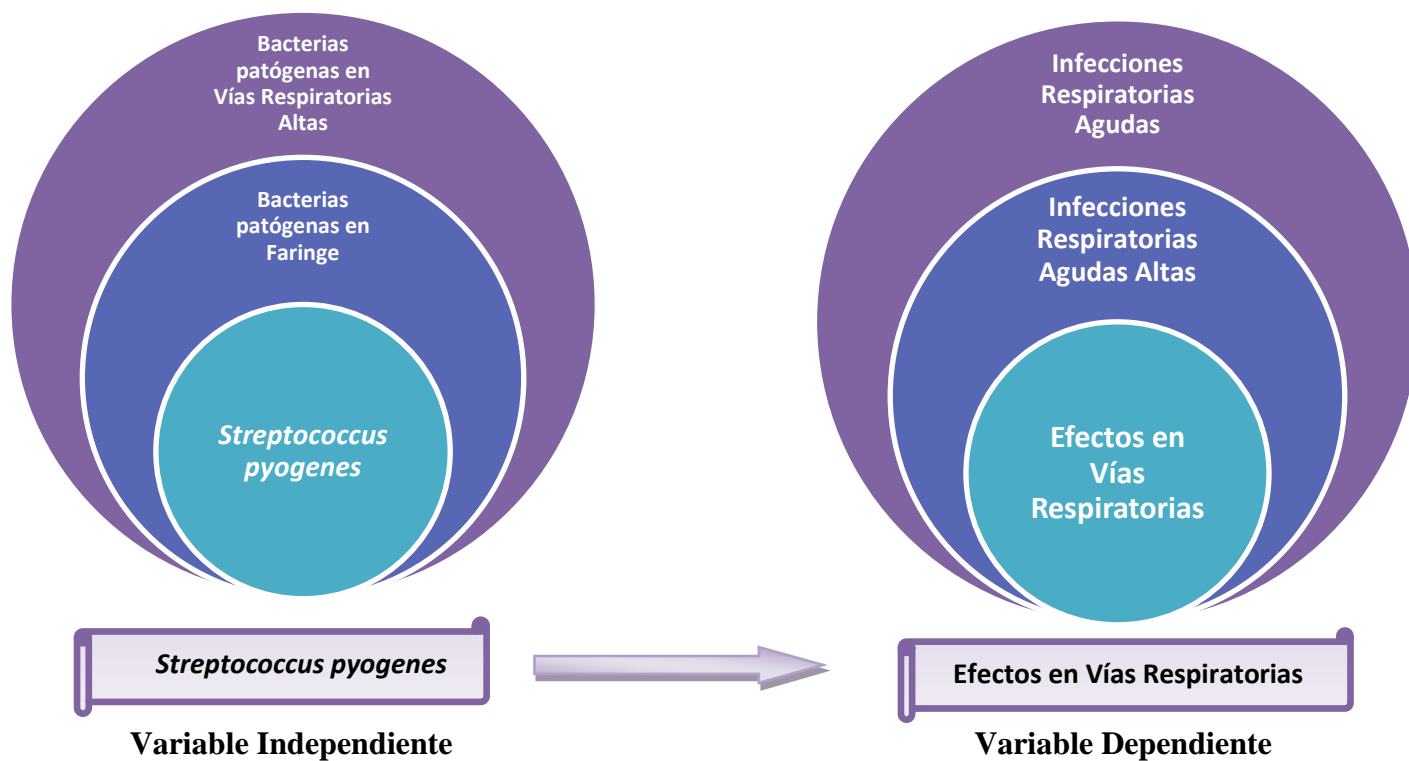 Bacterias
patógenas en
Vías Respiratorias
Altas
Bacterias
patógenas en
Faringe
Streptococcus
pyogenes
Streptococcus pyogenes
Variable Independiente
Infecciones
Respiratorias
Agudas
Infecciones
Respiratorias
Agudas Altas
Efectos en
Vías
Respiratorias
Efectos en Vías Respiratorias
Variable Dependiente